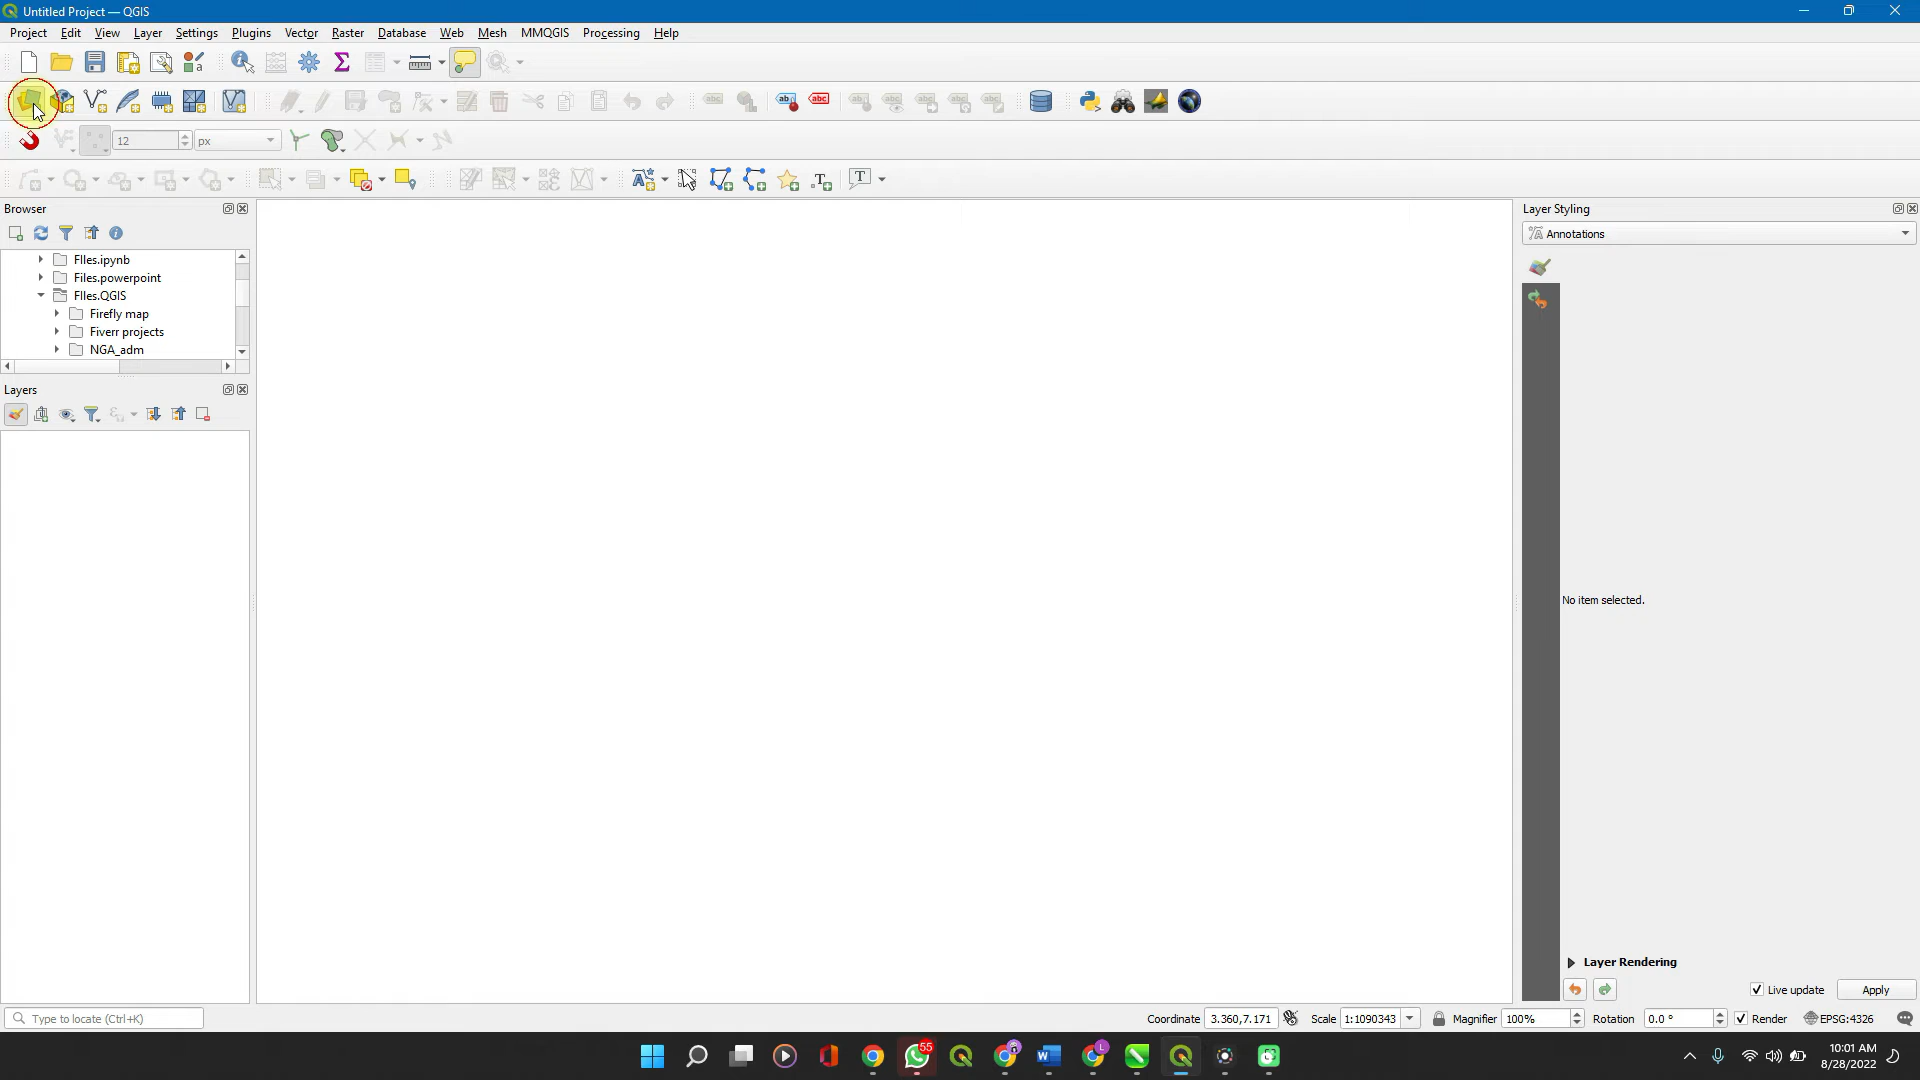 Untitled Project — QGIS
Project Edit View Layer Settings Plugins Vector Raster Database Web Mesh MMQGIS Processing Help
12 px
Browser
FIles.ipynb
Files.powerpoint
FIles.QGIS
Firefly map
Fiverr projects
NGA_adm
Layers
Layer Styling
Annotations
No item selected.
Layer Rendering
Live update Apply
Type to locate (Ctrl+K)
Coordinate 3.360,7.171 Scale 1:1090343 Magnifier 100% Rotation 0.0 ° Render EPSG:4326
55
L
10:01 AM
8/28/2022